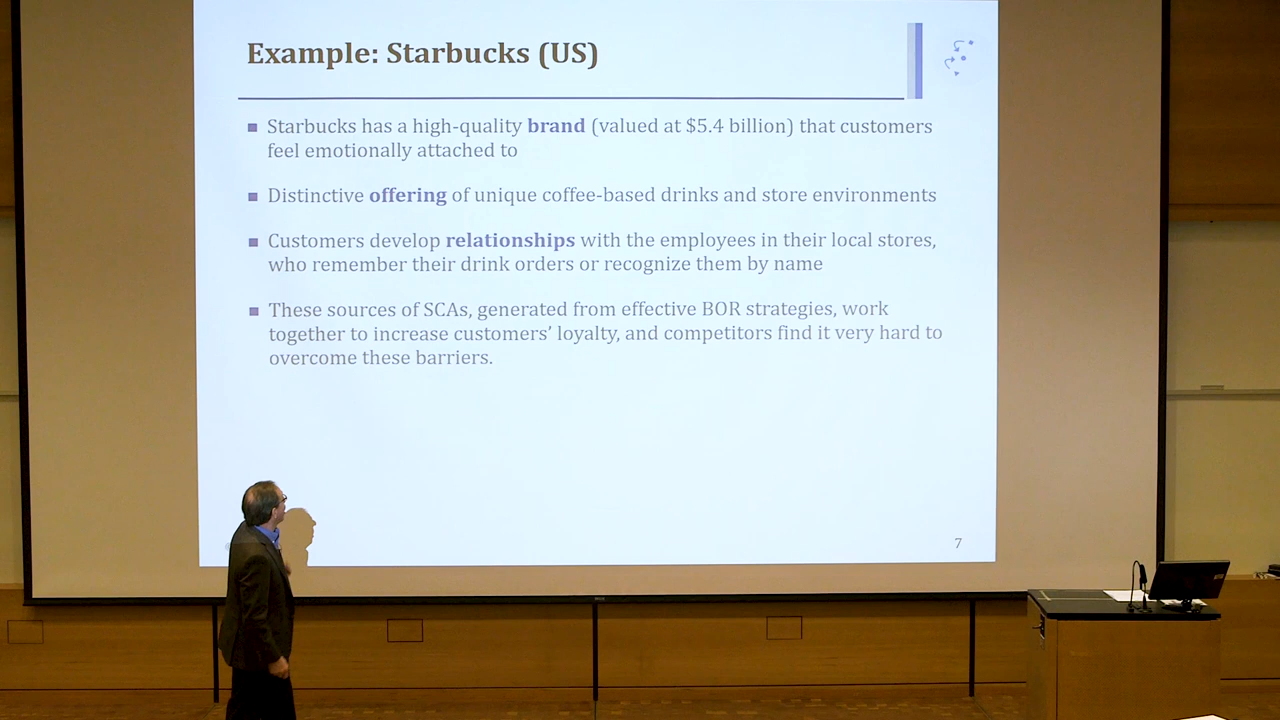 Example: Starbucks (US)
Starbucks has a high-quality brand (valued at $5.4 billion) that customers
feel emotionally attached to
Distinctive offering of unique coffee-based drinks and store environments
Customers develop relationships with the employees in their local stores,
who remember their drink orders or recognize them by name
These sources of SCAs, generated from effective BOR strategies, work
together to increase customers’ loyalty, and competitors find it very hard to
overcome these barriers.
7